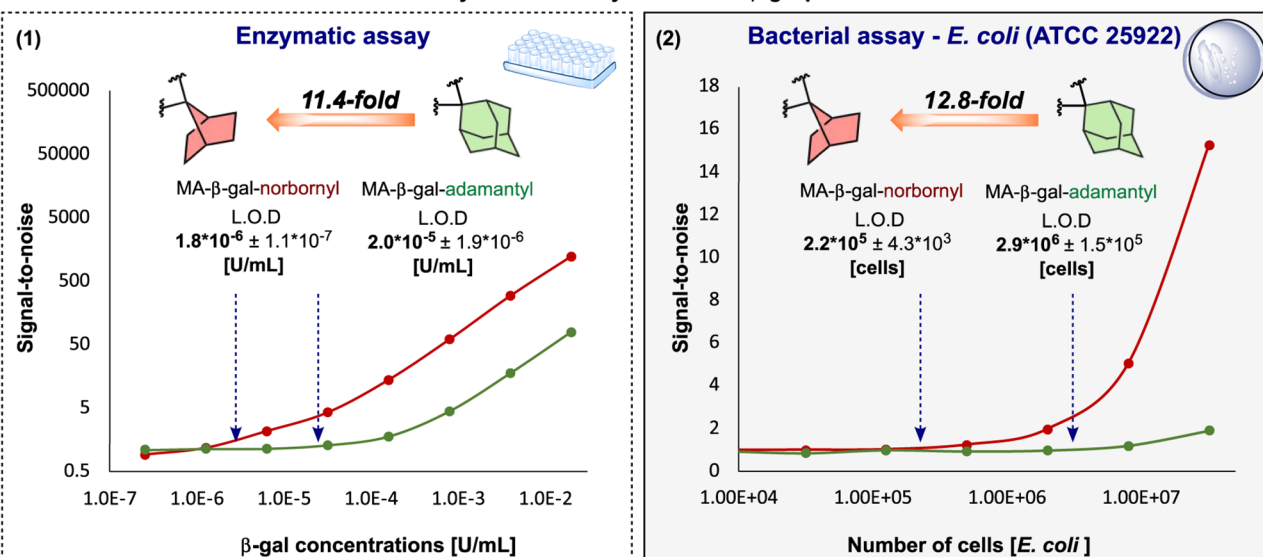 (1) Enzymatic assay
11.4-fold
MA-β-gal-norbornyl
L.O.D
1.8*10⁻⁶ ± 1.1*10⁻⁷
[U/mL]
MA-β-gal-adamantyl
L.O.D
2.0*10⁻⁵ ± 1.9*10⁻⁶
[U/mL]
Signal-to-noise
500000
50000
5000
500
50
5
0.5
1.0E-7 1.0E-6 1.0E-5 1.0E-4 1.0E-3 1.0E-2
β-gal concentrations [U/mL]
(2) Bacterial assay - E. coli (ATCC 25922)
12.8-fold
MA-β-gal-norbornyl
L.O.D
2.2*10⁵ ± 4.3*10³
[cells]
MA-β-gal-adamantyl
L.O.D
2.9*10⁶ ± 1.5*10⁵
[cells]
Signal-to-noise
18
16
14
12
10
8
6
4
2
0
1.00E+04 1.00E+05 1.00E+06 1.00E+07
Number of cells [E. coli ]